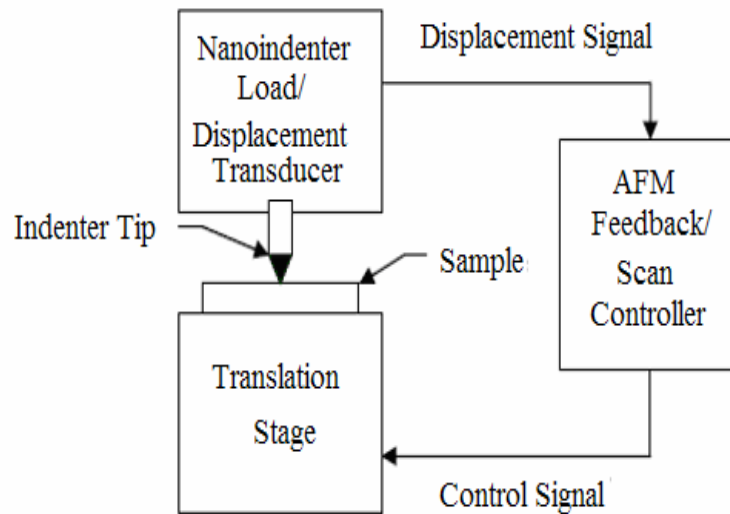 Nanoindenter
Load/
Displacement
Transducer
Displacement Signal
Indenter Tip
Sample
AFM
Feedback/
Scan
Controller
Translation
Stage
Control Signal